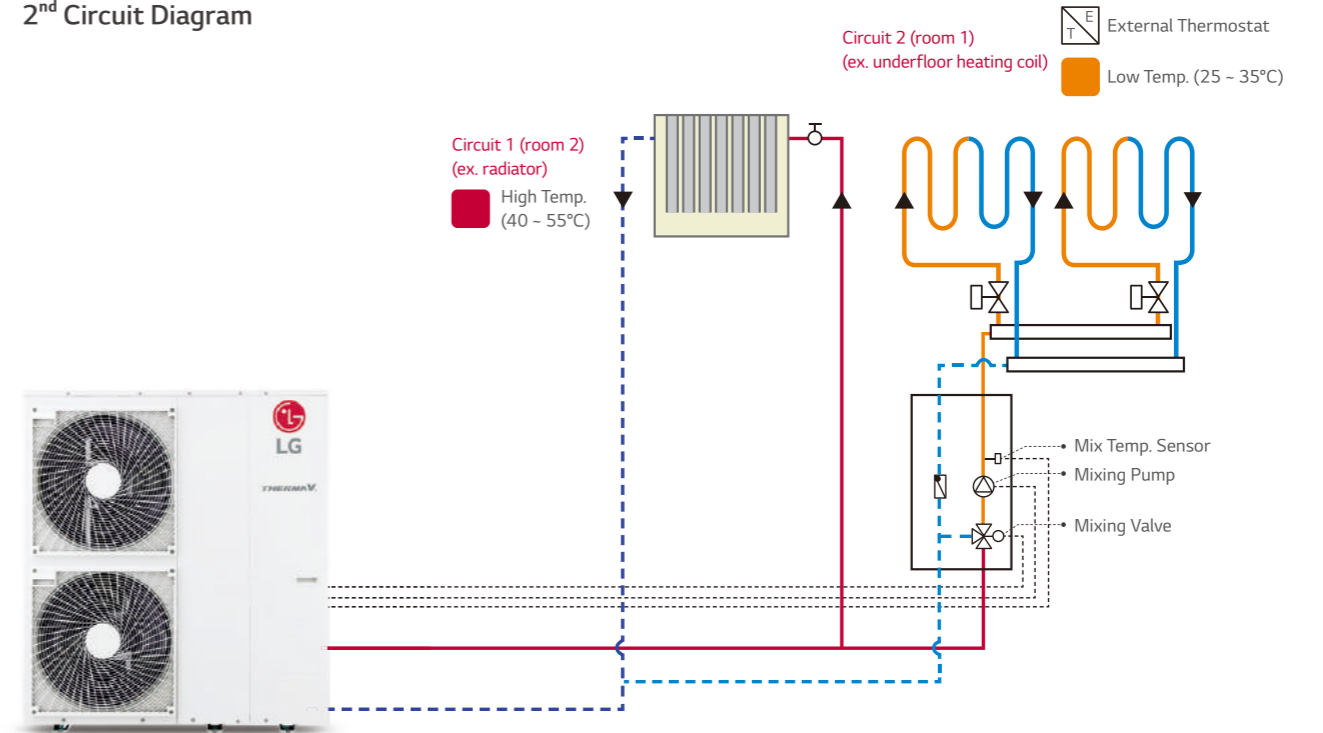 2nd Circuit Diagram
Circuit 2 (room 1)
(ex. underfloor heating coil)
E
T
External Thermostat
Low Temp. (25 ~ 35°C)
Circuit 1 (room 2)
(ex. radiator)
High Temp.
(40 ~ 55°C)
LG
THERMA V.
Mix Temp. Sensor
Mixing Pump
Mixing Valve